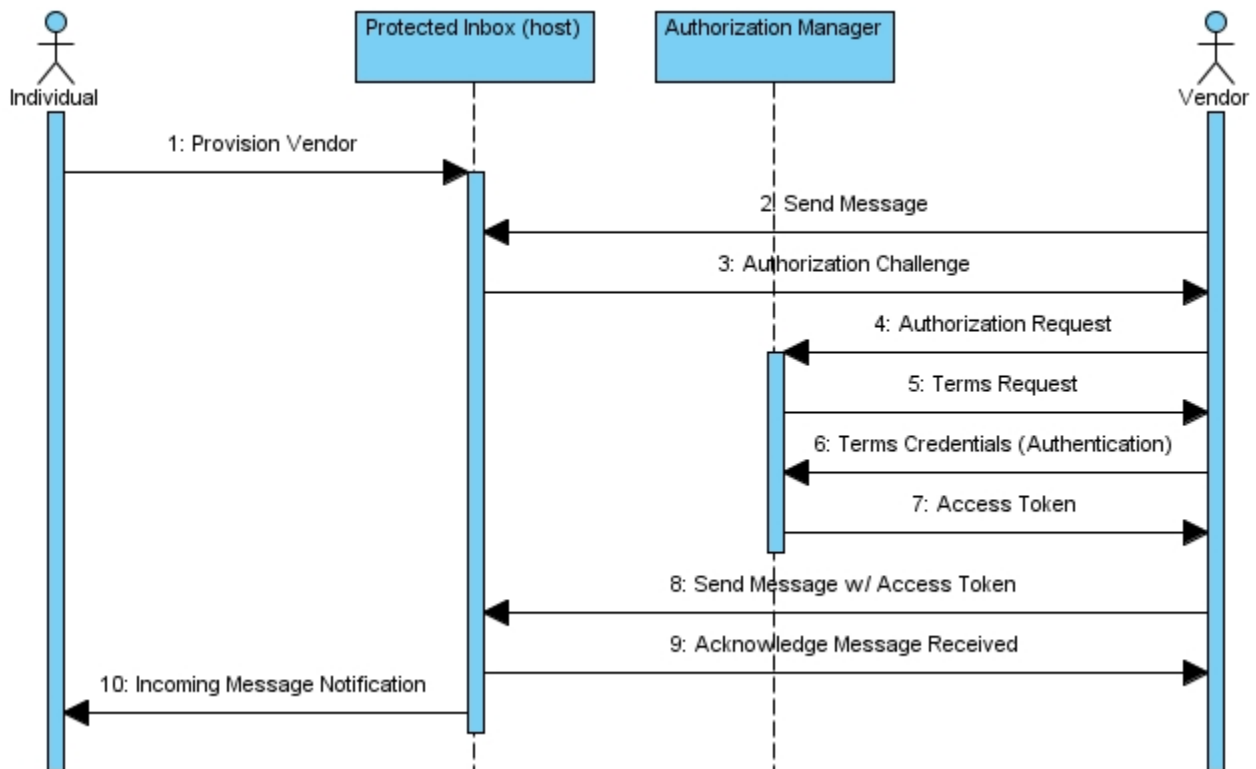 Protected Inbox (host)
Authorization Manager
Individual
Vendor
1: Provision Vendor
2: Send Message
3: Authorization Challenge
4: Authorization Request
5: Terms Request
6: Terms Credentials (Authentication)
7: Access Token
8: Send Message w/ Access Token
9: Acknowledge Message Received
10: Incoming Message Notification